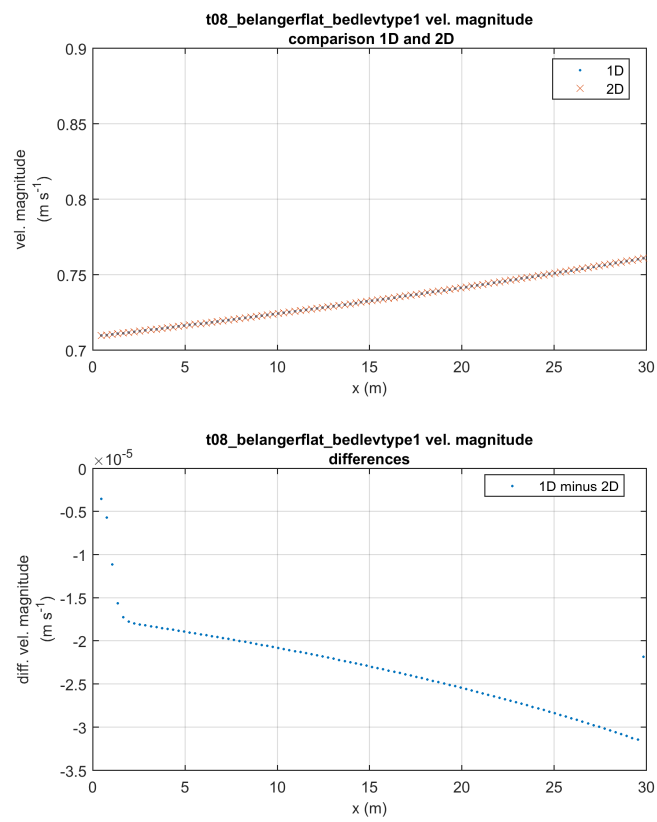 t08_belangerflat_bedlevtype1 vel. magnitude
comparison 1D and 2D
0.9
0.85
0.8
0.75
0.7
vel. magnitude
(m s⁻¹)
1D
2D
0 5 10 15 20 25 30
x (m)
t08_belangerflat_bedlevtype1 vel. magnitude
differences
×10⁻⁵
0
-0.5
-1
-1.5
-2
-2.5
-3
-3.5
diff. vel. magnitude
(m s⁻¹)
1D minus 2D
0 5 10 15 20 25 30
x (m)